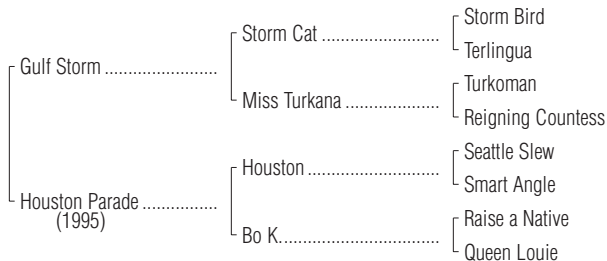 Storm Bird
Storm Cat ........................
Terlingua
Gulf Storm .......................
Turkoman
Miss Turkana ...................
Reigning Countess
Seattle Slew
Houston ...........................
Smart Angle
Houston Parade ...............
(1995)
Raise a Native
Bo K. ................................
Queen Louie